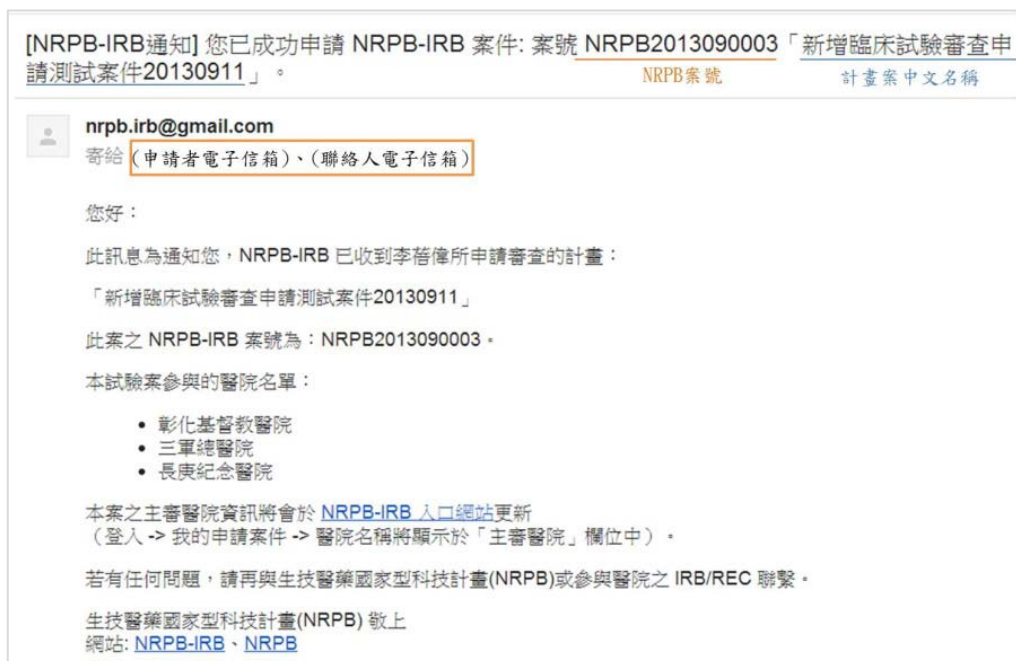 [NRPB-IRB通知] 您已成功申請 NRPB-IRB 案件: 案號 NRPB2013090003「新增臨床試驗審查申
請測試案件20130911」。
NRPB案號 計畫案中文名稱
nrpb.irb@gmail.com
寄給 (申請者電子信箱)、(聯絡人電子信箱)
您好：
此訊息為通知您，NRPB-IRB 已收到李蓓偉所申請審查的計畫：
「新增臨床試驗審查申請測試案件20130911」
此案之 NRPB-IRB 案號為：NRPB2013090003。
本試驗案參與的醫院名單：
• 彰化基督教醫院
• 三軍總醫院
• 長庚紀念醫院
本案之主審醫院資訊將會於 NRPB-IRB 入口網站更新
（登入 -> 我的申請案件 -> 醫院名稱將顯示於「主審醫院」欄位中）。
若有任何問題，請再與生技醫藥國家型科技計畫(NRPB)或參與醫院之 IRB/REC 聯繫。
生技醫藥國家型科技計畫(NRPB) 敬上
網站: NRPB-IRB、NRPB